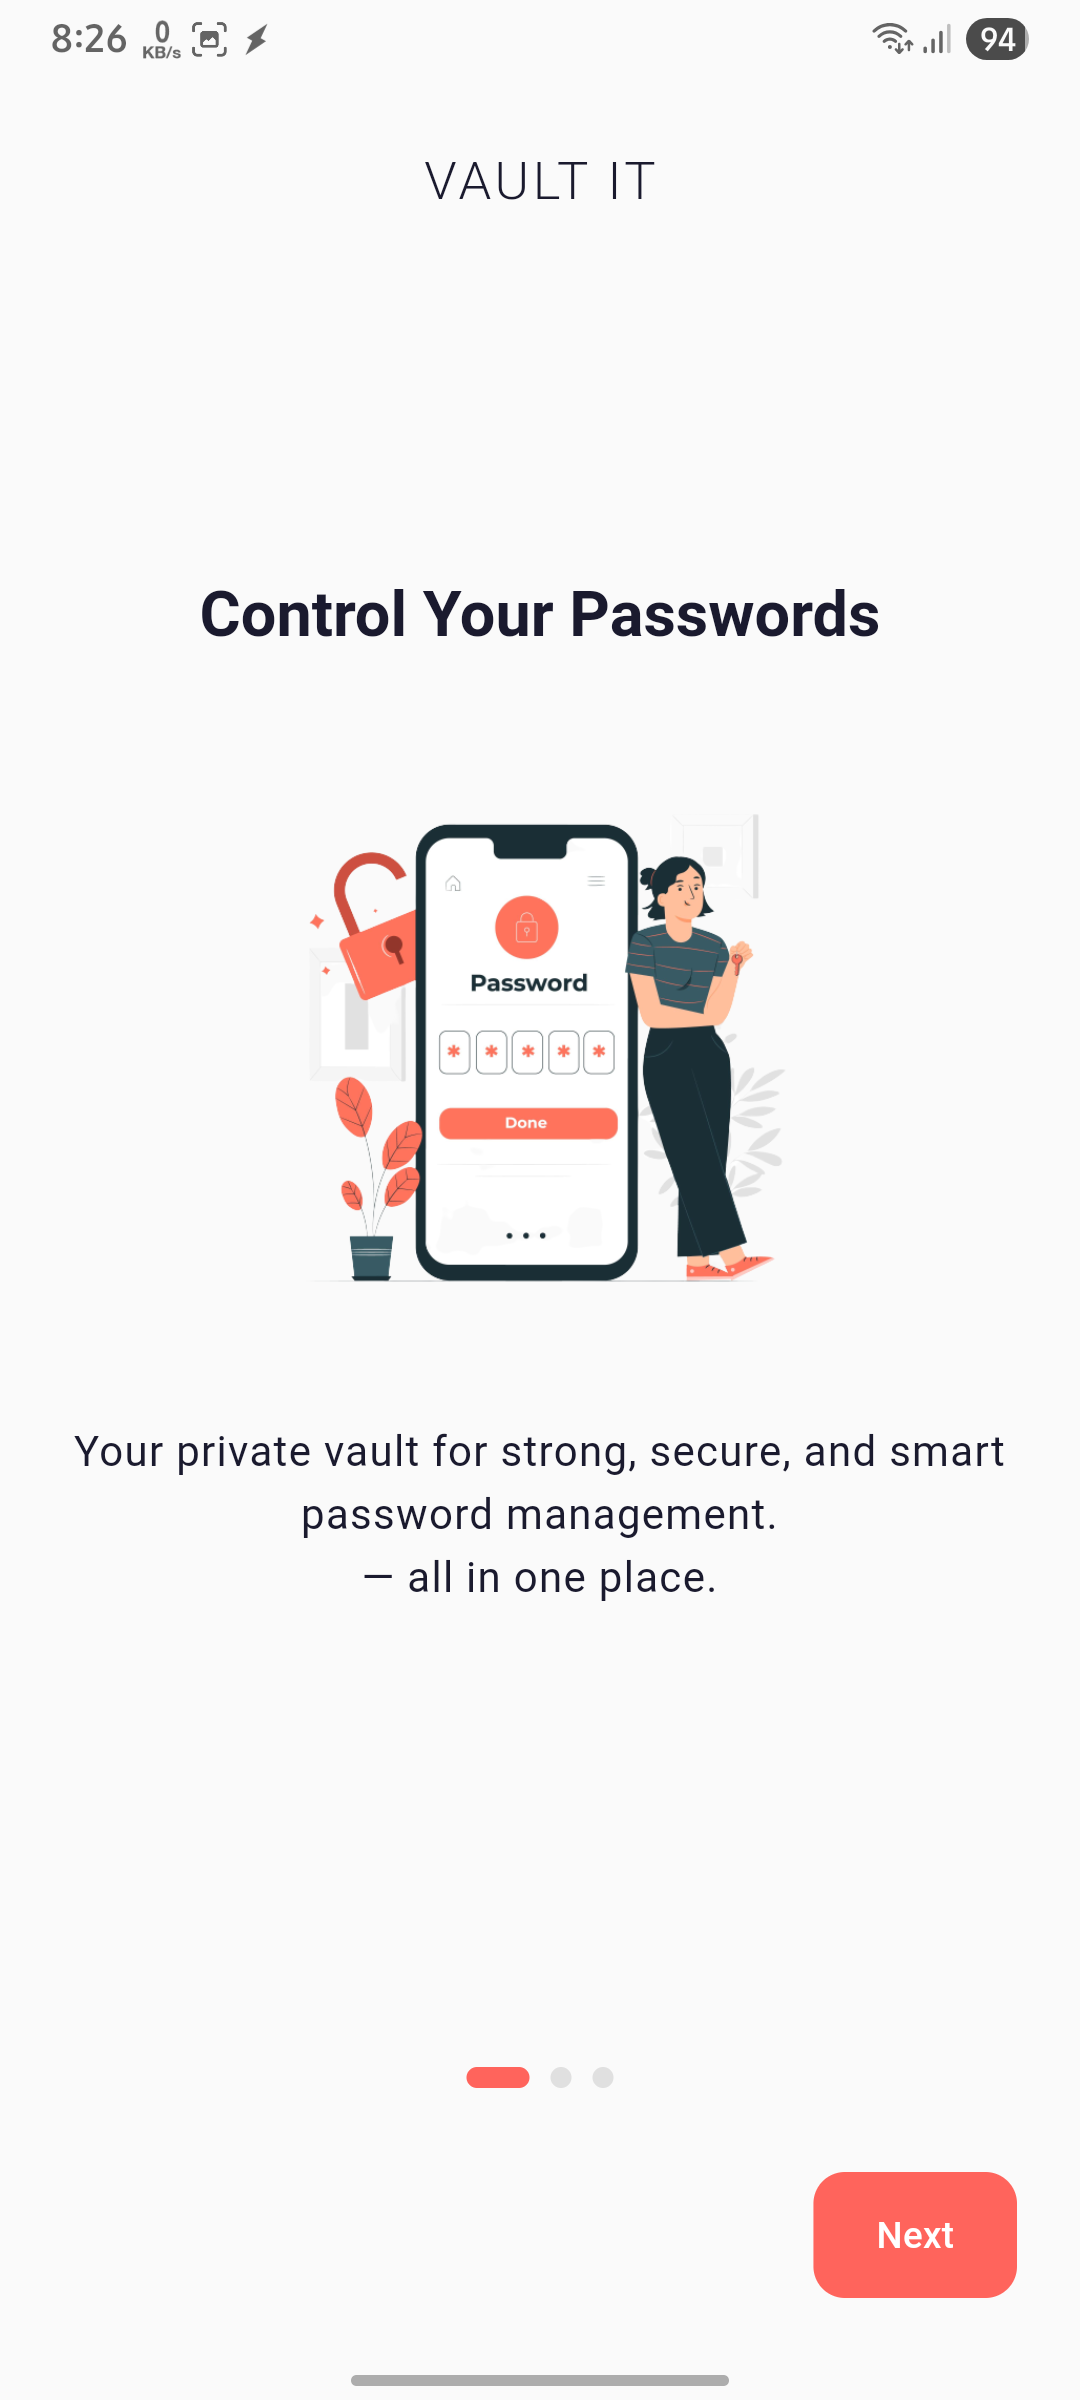 8:26 0 KB/s 94
VAULT IT
Control Your Passwords
Password
* * * * *
Done
Your private vault for strong, secure, and smart
password management.
— all in one place.
Next